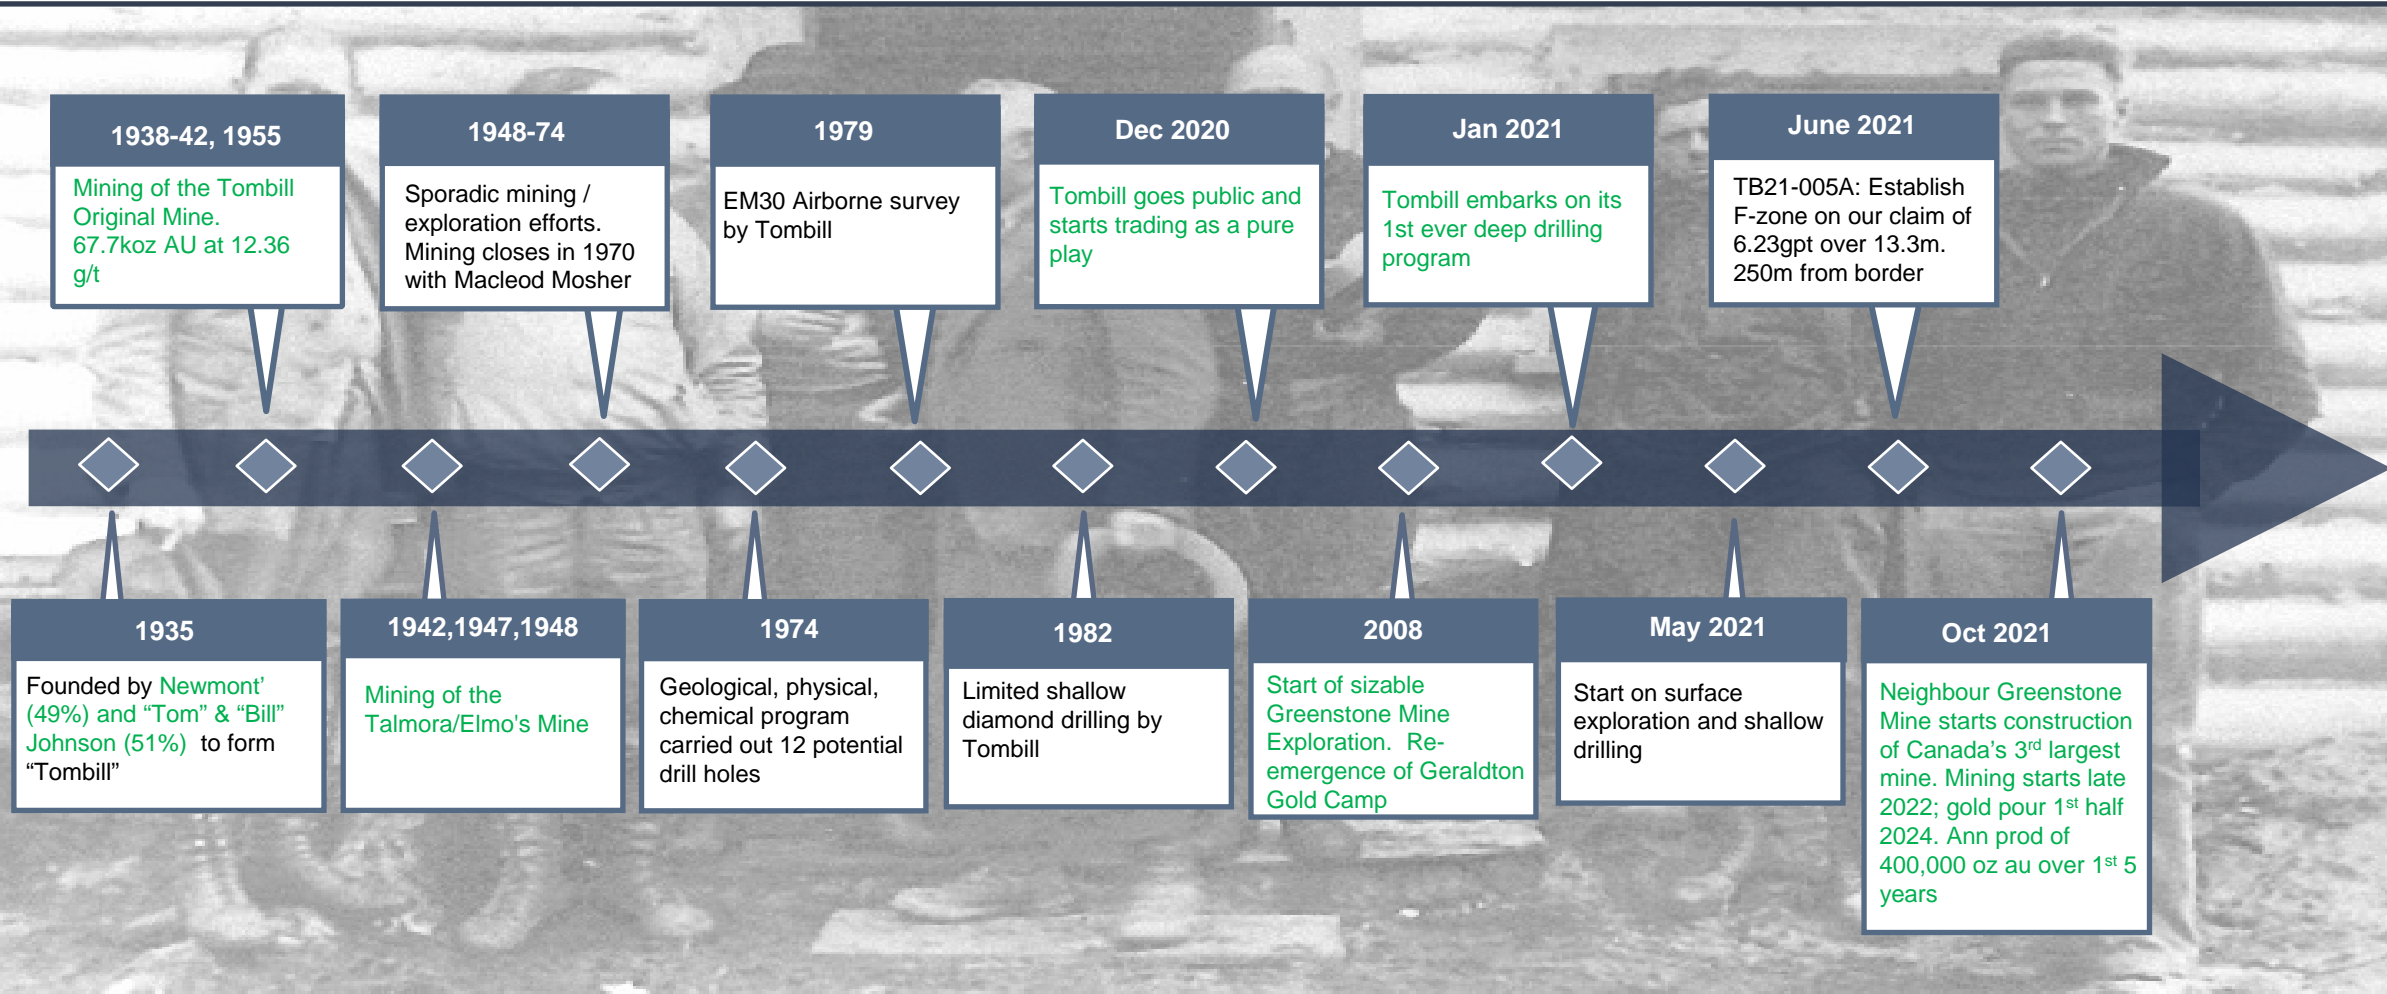 1938-42, 1955
Mining of the Tombill
Original Mine.
67.7koz AU at 12.36
g/t
1948-74
Sporadic mining /
exploration efforts.
Mining closes in 1970
with Macleod Mosher
1979
EM30 Airborne survey
by Tombill
Dec 2020
Tombill goes public and
starts trading as a pure
play
Jan 2021
Tombill embarks on its
1st ever deep drilling
program
June 2021
TB21-005A: Establish
F-zone on our claim of
6.23gpt over 13.3m.
250m from border
1935
Founded by Newmont’
(49%) and “Tom” & “Bill”
Johnson (51%) to form
“Tombill”
1942,1947,1948
Mining of the
Talmora/Elmo's Mine
1974
Geological, physical,
chemical program
carried out 12 potential
drill holes
1982
Limited shallow
diamond drilling by
Tombill
2008
Start of sizable
Greenstone Mine
Exploration. Re-
emergence of Geraldton
Gold Camp
May 2021
Start on surface
exploration and shallow
drilling
Oct 2021
Neighbour Greenstone
Mine starts construction
of Canada’s 3rd largest
mine. Mining starts late
2022; gold pour 1st half
2024. Ann prod of
400,000 oz au over 1st 5
years